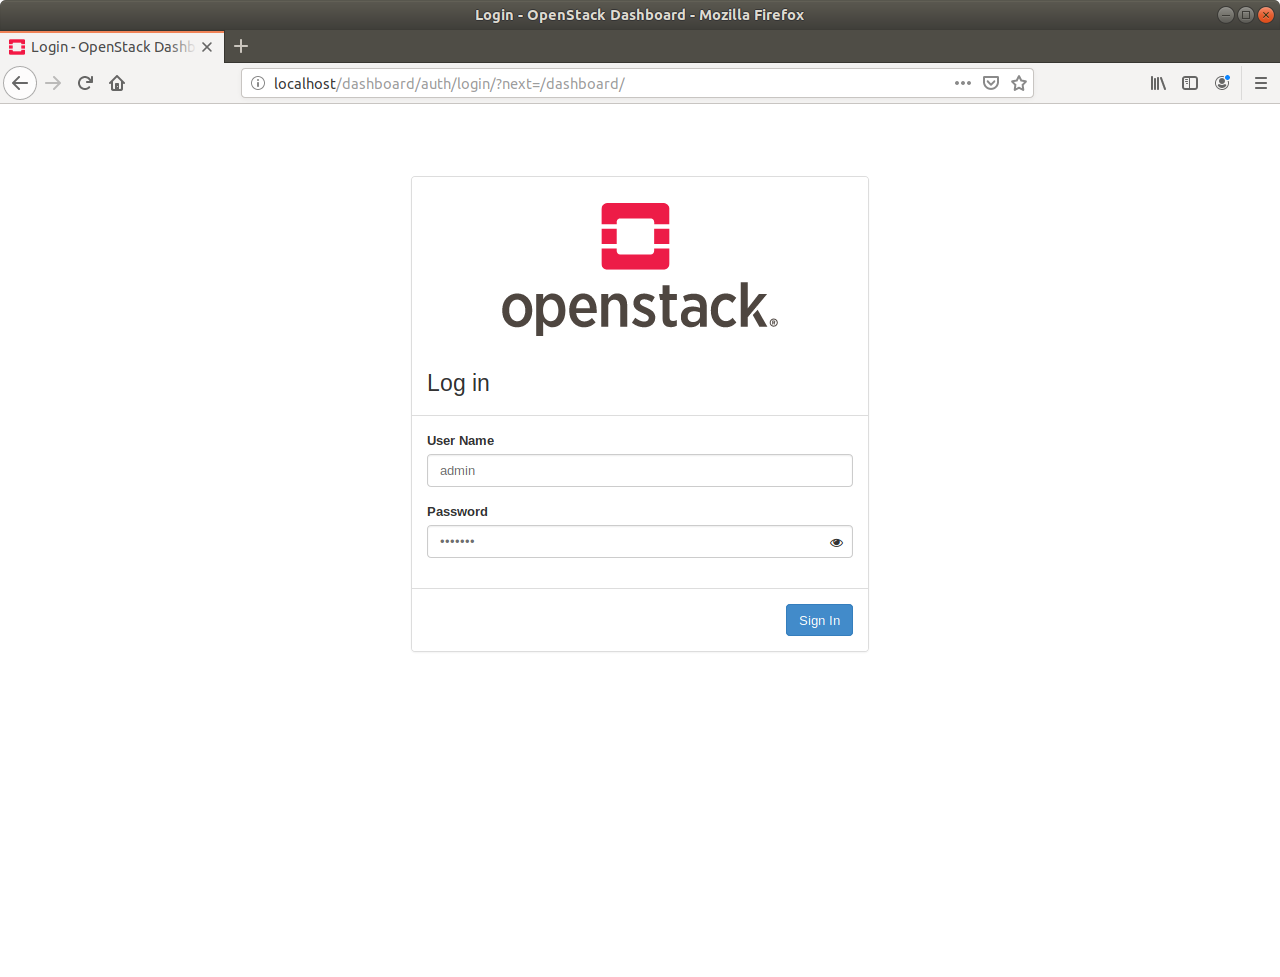 Login - OpenStack Dashboard - Mozilla Firefox
Login - OpenStack Dashb
localhost/dashboard/auth/login/?next=/dashboard/
openstack®
Log in
User Name
admin
Password
•••••••
Sign In